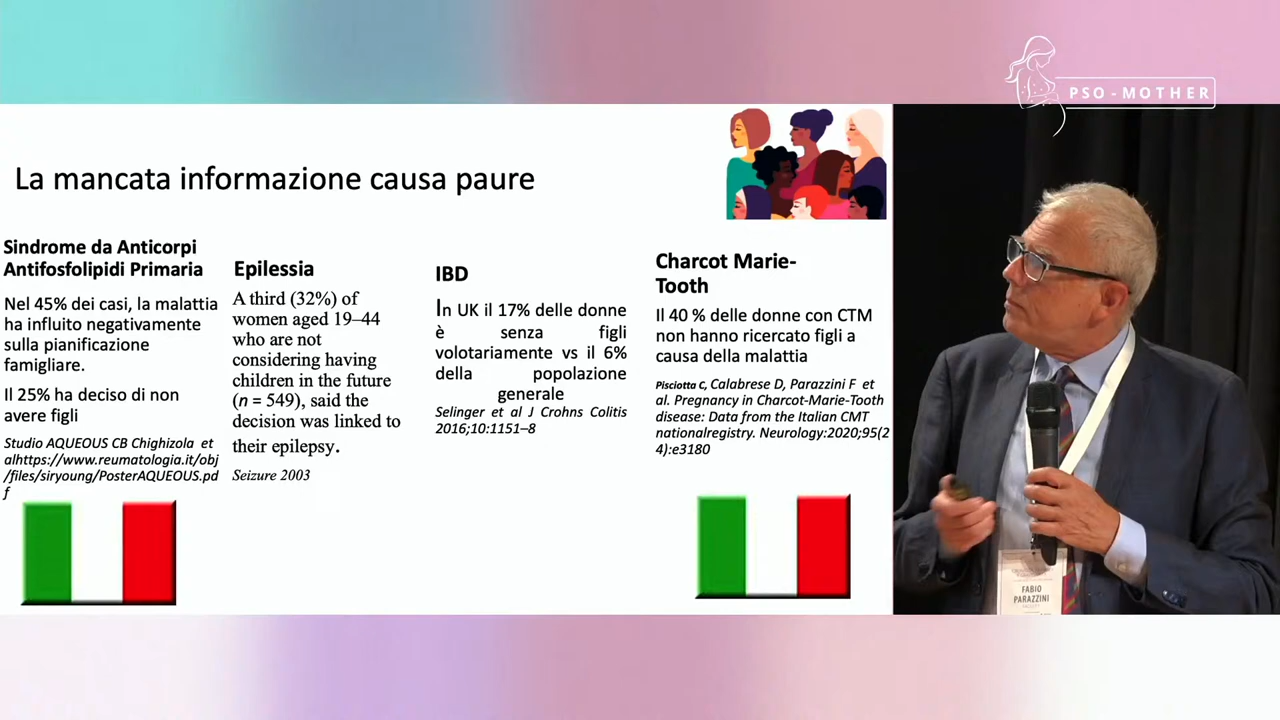 PSO-MOTHER
La mancata informazione causa paure
Sindrome da Anticorpi
Antifosfolipidi Primaria
Nel 45% dei casi, la malattia
ha influito negativamente
sulla pianificazione
famigliare.
Il 25% ha deciso di non
avere figli
Studio AQUEOUS CB Chighizola et
alhttps://www.reumatologia.it/obj
/files/siryoung/PosterAQUEOUS.pd
f
Epilessia
A third (32%) of
women aged 19–44
who are not
considering having
children in the future
(n = 549), said the
decision was linked to
their epilepsy.
Seizure 2003
IBD
In UK il 17% delle donne
è senza figli
volotariamente vs il 6%
della popolazione
generale
Selinger et al J Crohns Colitis
2016;10:1151–8
Charcot Marie-
Tooth
Il 40 % delle donne con CTM
non hanno ricercato figli a
causa della malattia
Pisciotta C, Calabrese D, Parazzini F et
al. Pregnancy in Charcot-Marie-Tooth
disease: Data from the Italian CMT
nationalregistry. Neurology:2020;95(2
4):e3180
FABIO
PARAZZINI